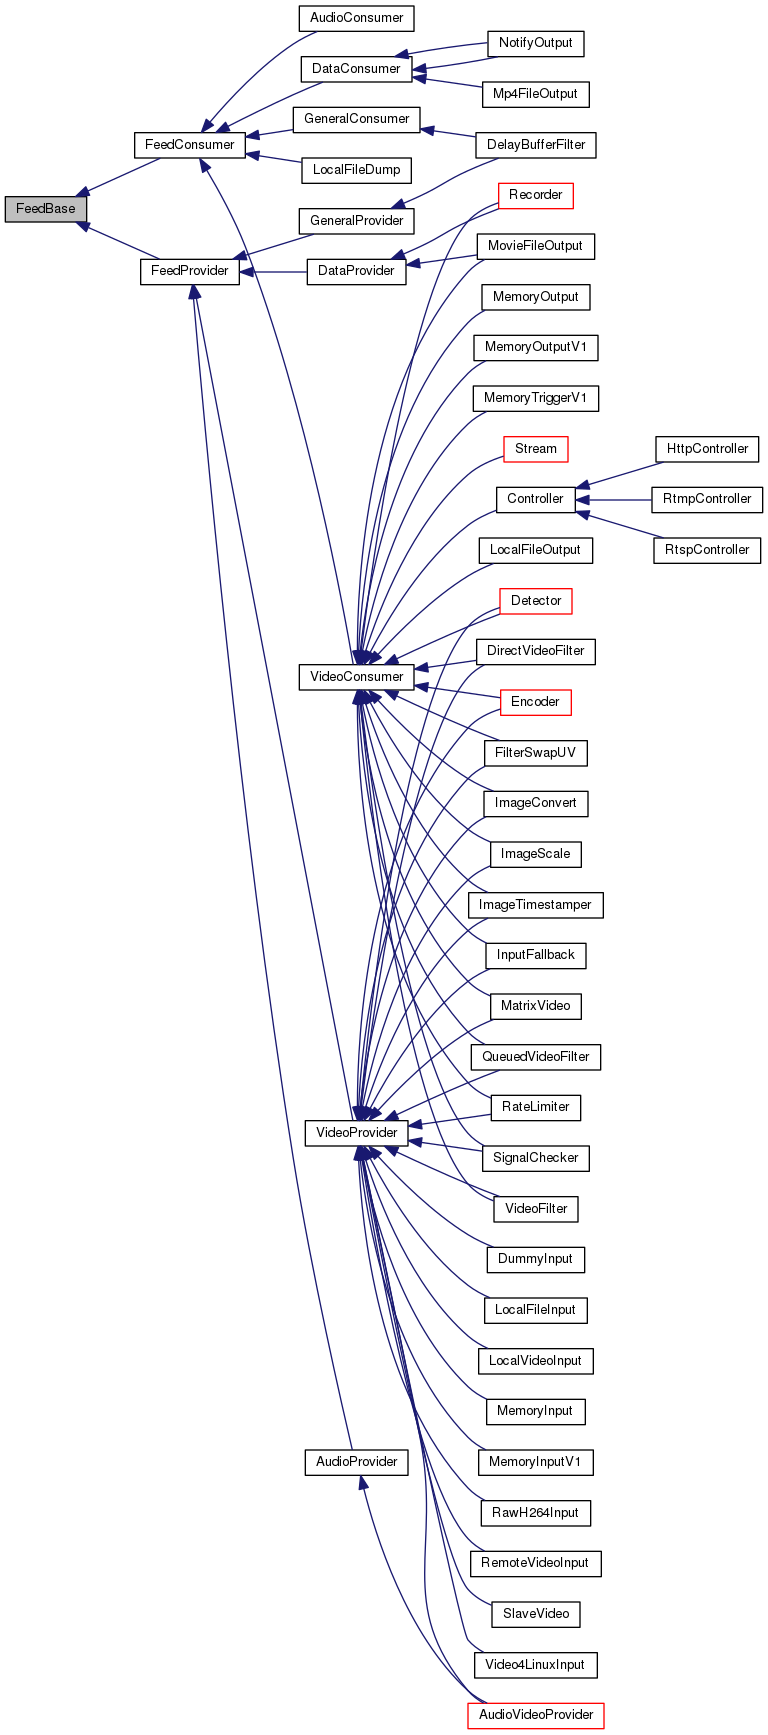 AudioConsumer
NotifyOutput
DataConsumer
Mp4FileOutput
GeneralConsumer
FeedConsumer
DelayBufferFilter
LocalFileDump
Recorder
FeedBase
GeneralProvider
MovieFileOutput
FeedProvider
DataProvider
MemoryOutput
MemoryOutputV1
MemoryTriggerV1
Stream
HttpController
Controller
RtmpController
LocalFileOutput
RtspController
Detector
DirectVideoFilter
VideoConsumer
Encoder
FilterSwapUV
ImageConvert
ImageScale
ImageTimestamper
InputFallback
MatrixVideo
QueuedVideoFilter
RateLimiter
VideoProvider
SignalChecker
VideoFilter
DummyInput
LocalFileInput
LocalVideoInput
MemoryInput
AudioProvider
MemoryInputV1
RawH264Input
RemoteVideoInput
SlaveVideo
Video4LinuxInput
AudioVideoProvider